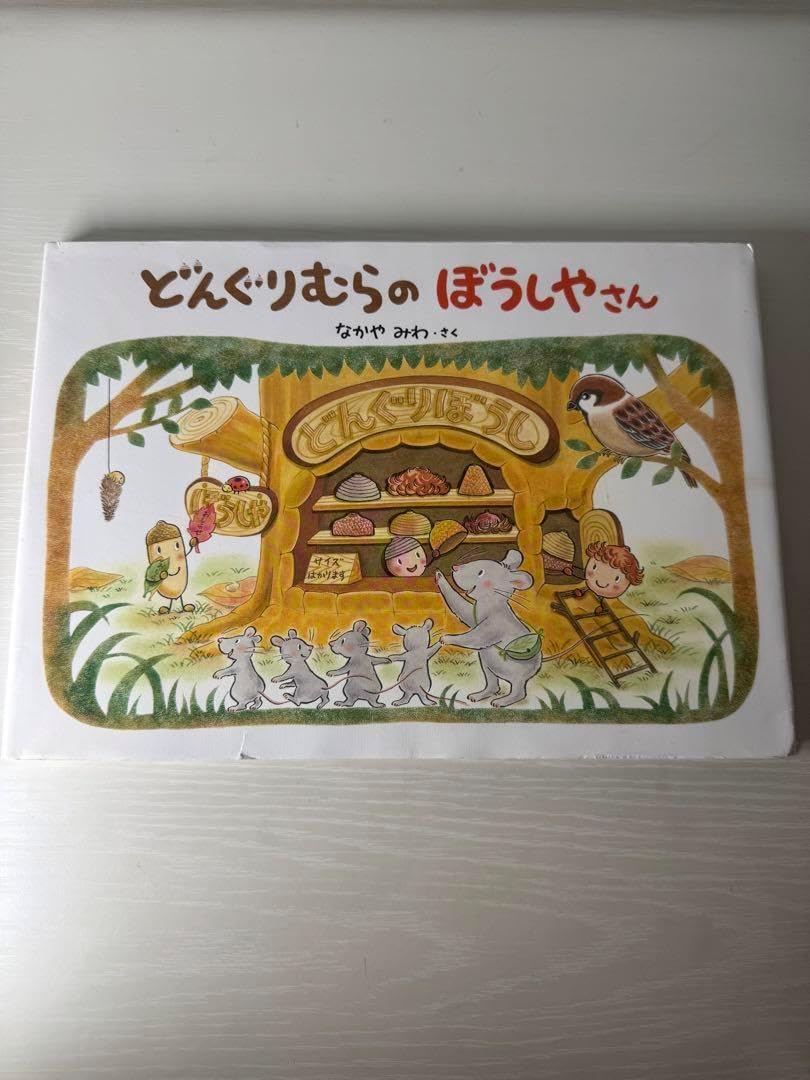 どんぐりむらの ぼうしやさん
なかや みわ・さく
どんぐりぼうし
ぼうしや
サイズ
はかります